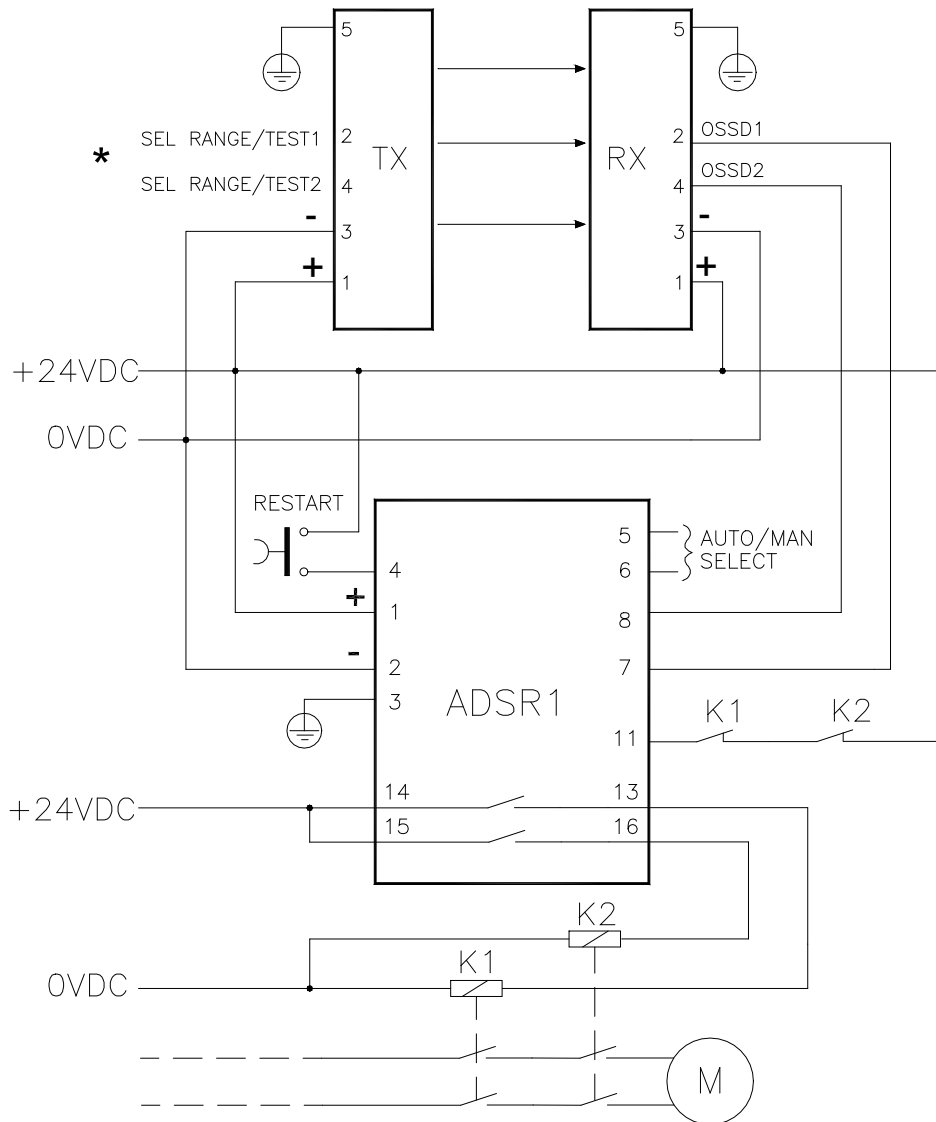 5
5
* SEL RANGE/TEST1 2 TX
RX 2 OSSD1
SEL RANGE/TEST2 4
4 OSSD2
- 3
3 -
+ 1
1 +
+24VDC
0VDC
RESTART
4
+ 1
- 2
3
ADSR1
5 AUTO/MAN
6 SELECT
8
7
11 K1 K2
+24VDC 14 13
15 16
K2
0VDC K1
M